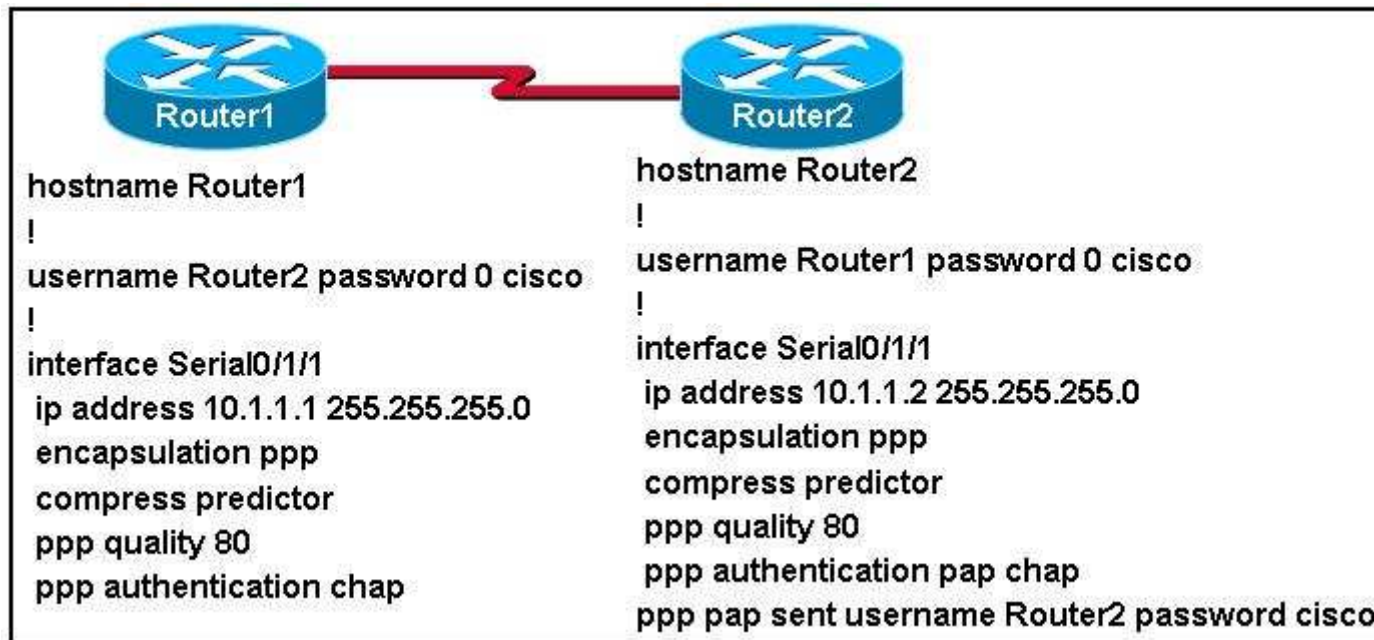 Router1
Router2
hostname Router1
!
username Router2 password 0 cisco
!
interface Serial0/1/1
ip address 10.1.1.1 255.255.255.0
encapsulation ppp
compress predictor
ppp quality 80
ppp authentication chap
hostname Router2
!
username Router1 password 0 cisco
!
interface Serial0/1/1
ip address 10.1.1.2 255.255.255.0
encapsulation ppp
compress predictor
ppp quality 80
ppp authentication pap chap
ppp pap sent username Router2 password cisco